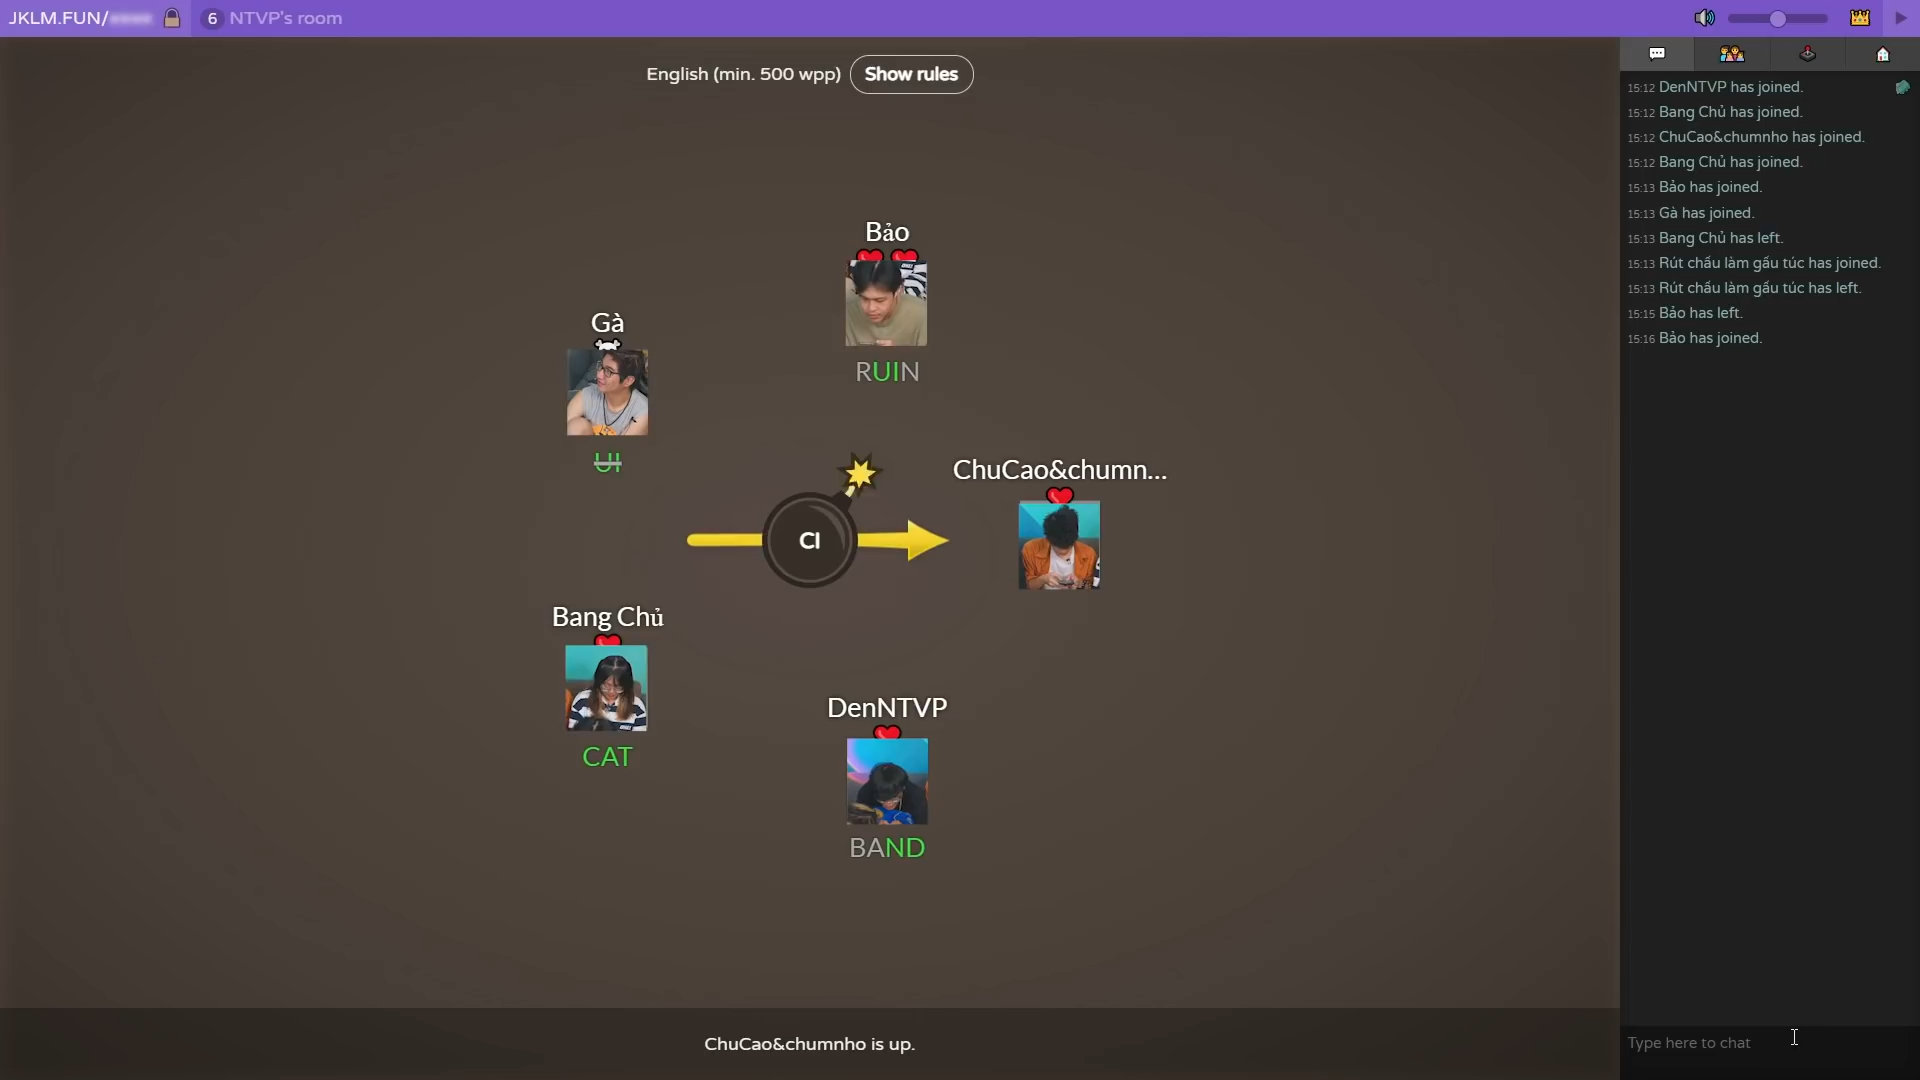 JKLM.FUN/
6 NTVP's room
English (min. 500 wpp) Show rules
Bảo
RUIN
Gà
UI
ChuCao&chumn...
CI
Bang Chủ
CAT
DenNTVP
BAND
ChuCao&chumnho is up.
15:12 DenNTVP has joined.
15:12 Bang Chủ has joined.
15:12 ChuCao&chumnho has joined.
15:12 Bang Chủ has joined.
15:13 Bảo has joined.
15:13 Gà has joined.
15:13 Bang Chủ has left.
15:13 Rút chấu làm gấu túc has joined.
15:13 Rút chấu làm gấu túc has left.
15:15 Bảo has left.
15:16 Bảo has joined.
Type here to chat